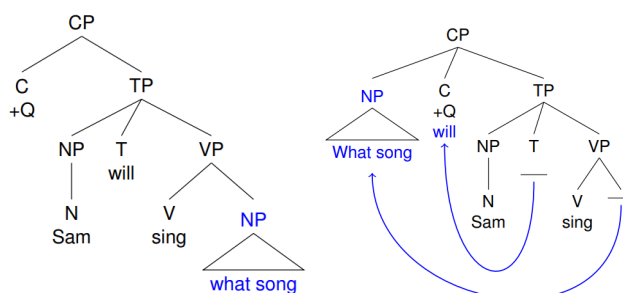 CP
C
+Q
TP
NP
T
will
VP
N
Sam
V
sing
NP
what song
CP
NP
What song
C
+Q
will
TP
NP
T
VP
N
Sam
V
sing